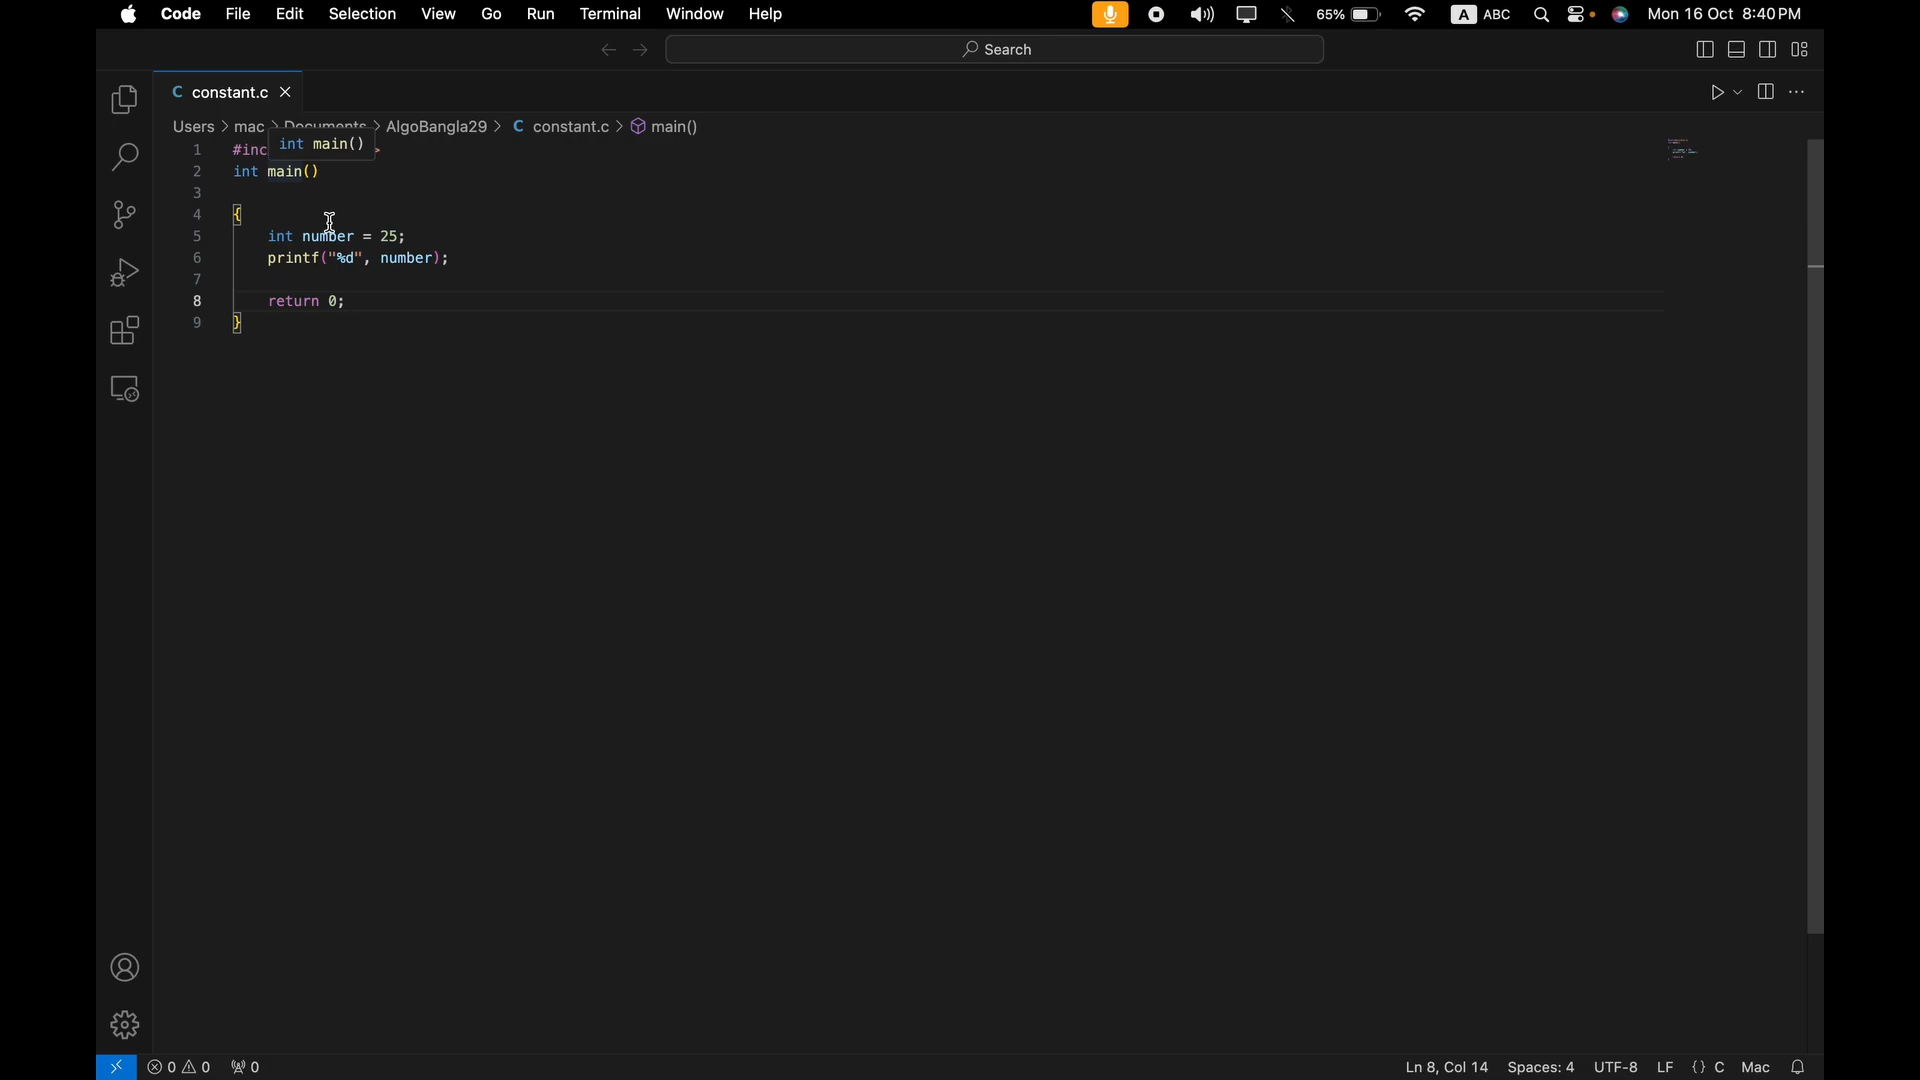 Code File Edit Selection View Go Run Terminal Window Help 65% A ABC Mon 16 Oct 8:40 PM
Search
C constant.c
Users > mac > Documents > AlgoBangla29 > C constant.c > main()
int main()
1 #inc >
2 int main()
3
4 {
5 int number = 25;
6 printf("%d", number);
7
8 return 0;
9 }
0 0 0 Ln 8, Col 14 Spaces: 4 UTF-8 LF {} C Mac